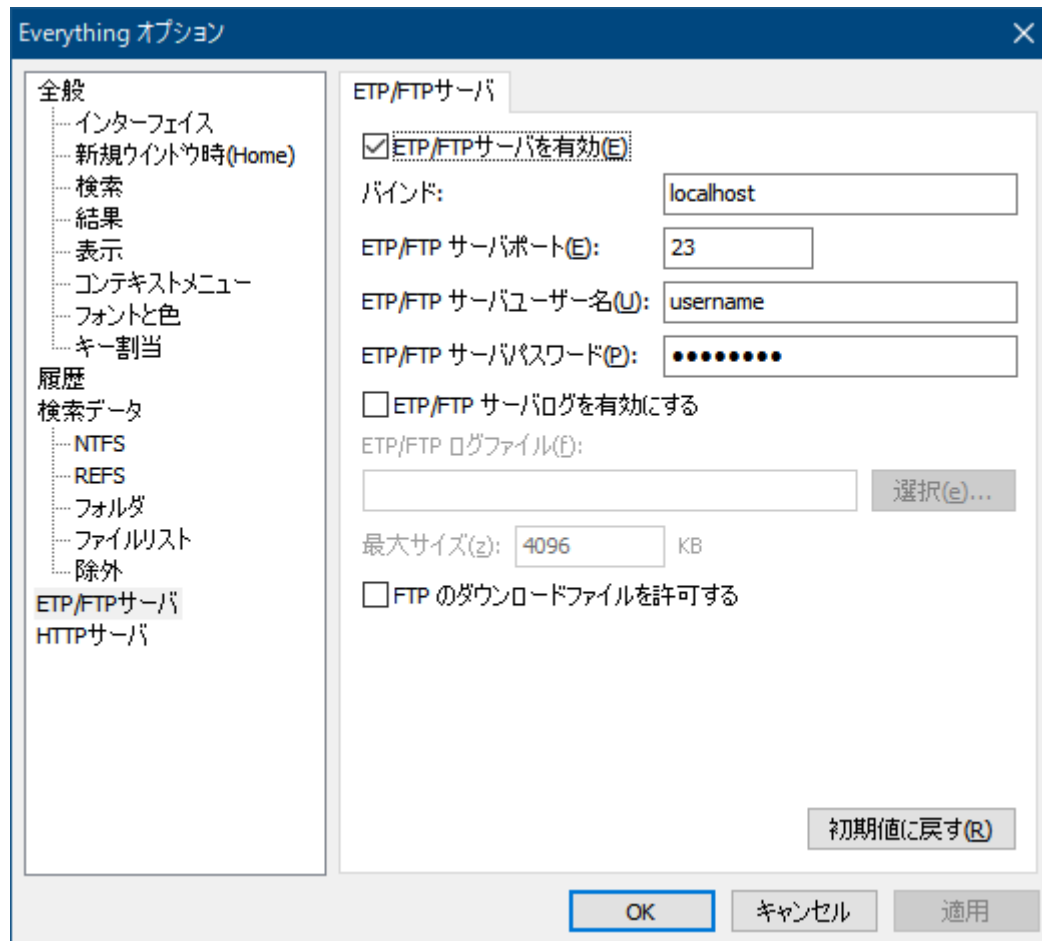 Everything オプション
全般
インターフェイス
新規ウインドウ時(Home)
検索
結果
表示
コンテキストメニュー
フォントと色
キー割当
履歴
検索データ
NTFS
REFS
フォルダ
ファイルリスト
除外
ETP/FTPサーバ
HTTPサーバ
ETP/FTPサーバ
ETP/FTPサーバを有効(E)
バインド: localhost
ETP/FTP サーバポート(E): 23
ETP/FTP サーバユーザー名(U): username
ETP/FTP サーバパスワード(P): ●●●●●●●●
ETP/FTP サーバログを有効にする
ETP/FTP ログファイル(f):
選択(e)...
最大サイズ(z): 4096 KB
FTP のダウンロードファイルを許可する
初期値に戻す(R)
OK キャンセル 適用